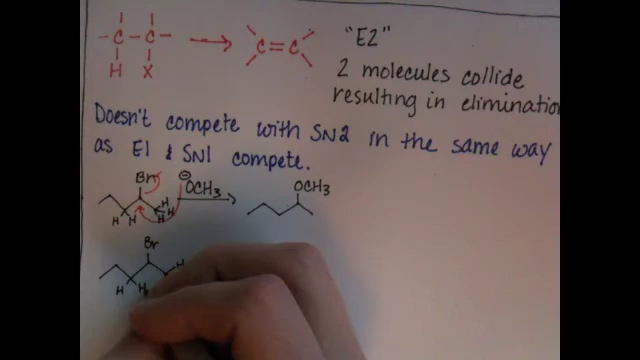 - C - C -
H X
C = C
"E2"
2 molecules collide
resulting in elimination
Doesn't compete with SN2 in the same way
as E1 & SN1 compete.
Br ⊖OCH3 OCH3
H H H H H
Br
H
H H